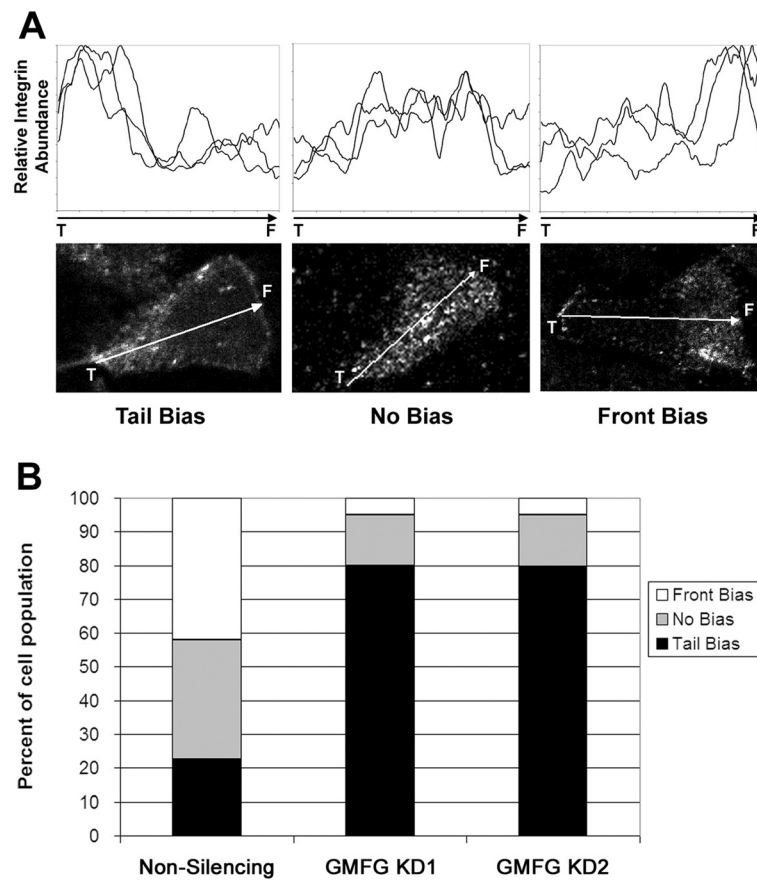 A
Relative Integrin
Abundance
T F
T F
T F
T F
T F
T F
Tail Bias
No Bias
Front Bias
B
Percent of cell population
100
90
80
70
60
50
40
30
20
10
0
Non-Silencing
GMFG KD1
GMFG KD2
Front Bias
No Bias
Tail Bias